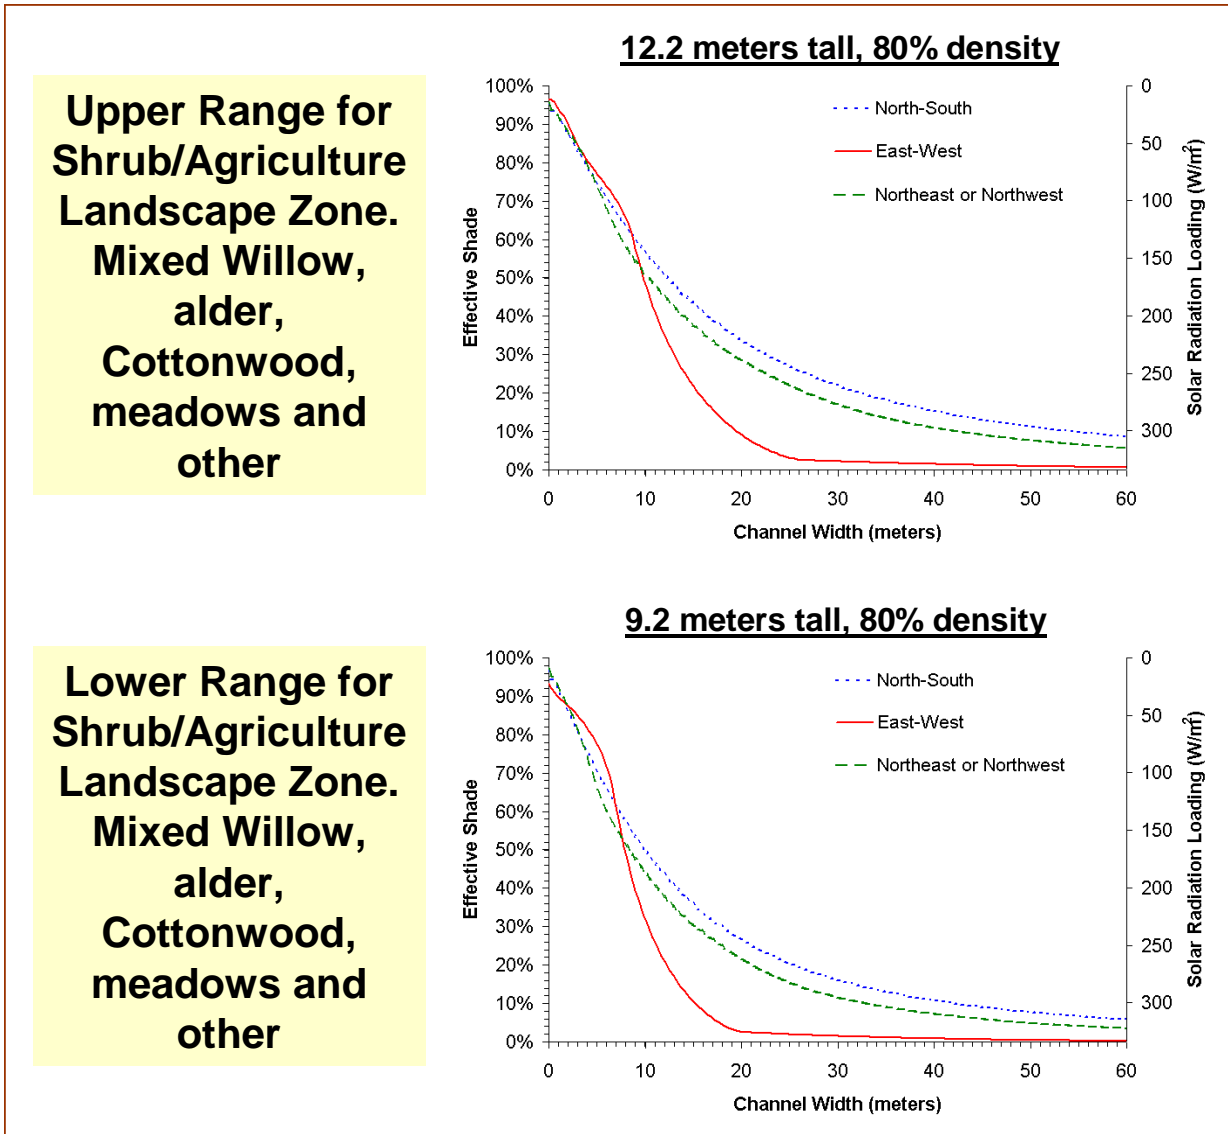 12.2 meters tall, 80% density
Upper Range for
Shrub/Agriculture
Landscape Zone.
Mixed Willow,
alder,
Cottonwood,
meadows and
other
Effective Shade
100%
90%
80%
70%
60%
50%
40%
30%
20%
10%
0%
North-South
East-West
Northeast or Northwest
0
50
100
150
200
250
300
Solar Radiation Loading (W/m²)
0 10 20 30 40 50 60
Channel Width (meters)
9.2 meters tall, 80% density
Lower Range for
Shrub/Agriculture
Landscape Zone.
Mixed Willow,
alder,
Cottonwood,
meadows and
other
Effective Shade
100%
90%
80%
70%
60%
50%
40%
30%
20%
10%
0%
North-South
East-West
Northeast or Northwest
0
50
100
150
200
250
300
Solar Radiation Loading (W/m²)
0 10 20 30 40 50 60
Channel Width (meters)